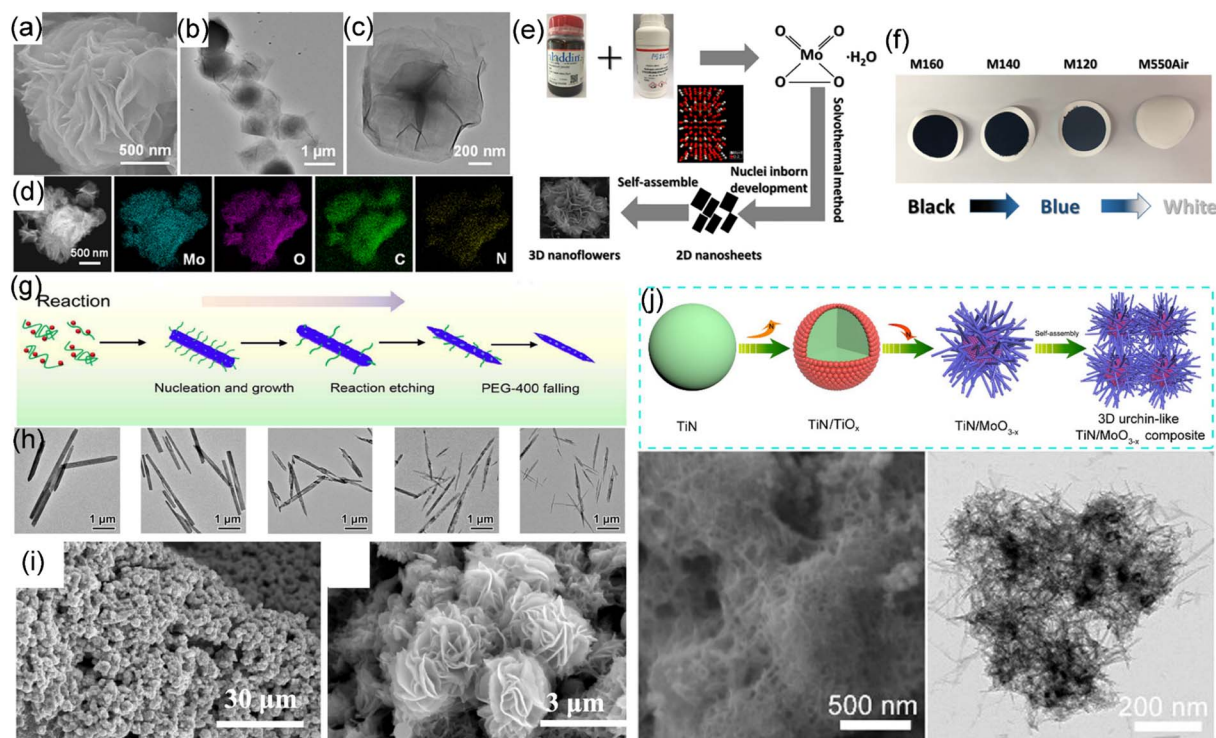 (a)
500 nm
(b)
1 µm
(c)
200 nm
(d)
500 nm
Mo
O
C
N
(e)
addin
+
O
O
Mo
·H₂O
O
O
Solvothermal method
Nuclei inborn
development
Self-assemble
3D nanoflowers
2D nanosheets
(f)
M160
M140
M120
M550Air
Black
Blue
White
(g)
Reaction
Nucleation and growth
Reaction etching
PEG-400 falling
(h)
1 µm
1 µm
1 µm
1 µm
1 µm
(i)
30 µm
3 µm
(j)
Self-assembly
TiN
TiN/TiOₓ
TiN/MoO₃₋ₓ
3D urchin-like
TiN/MoO₃₋ₓ composite
500 nm
200 nm